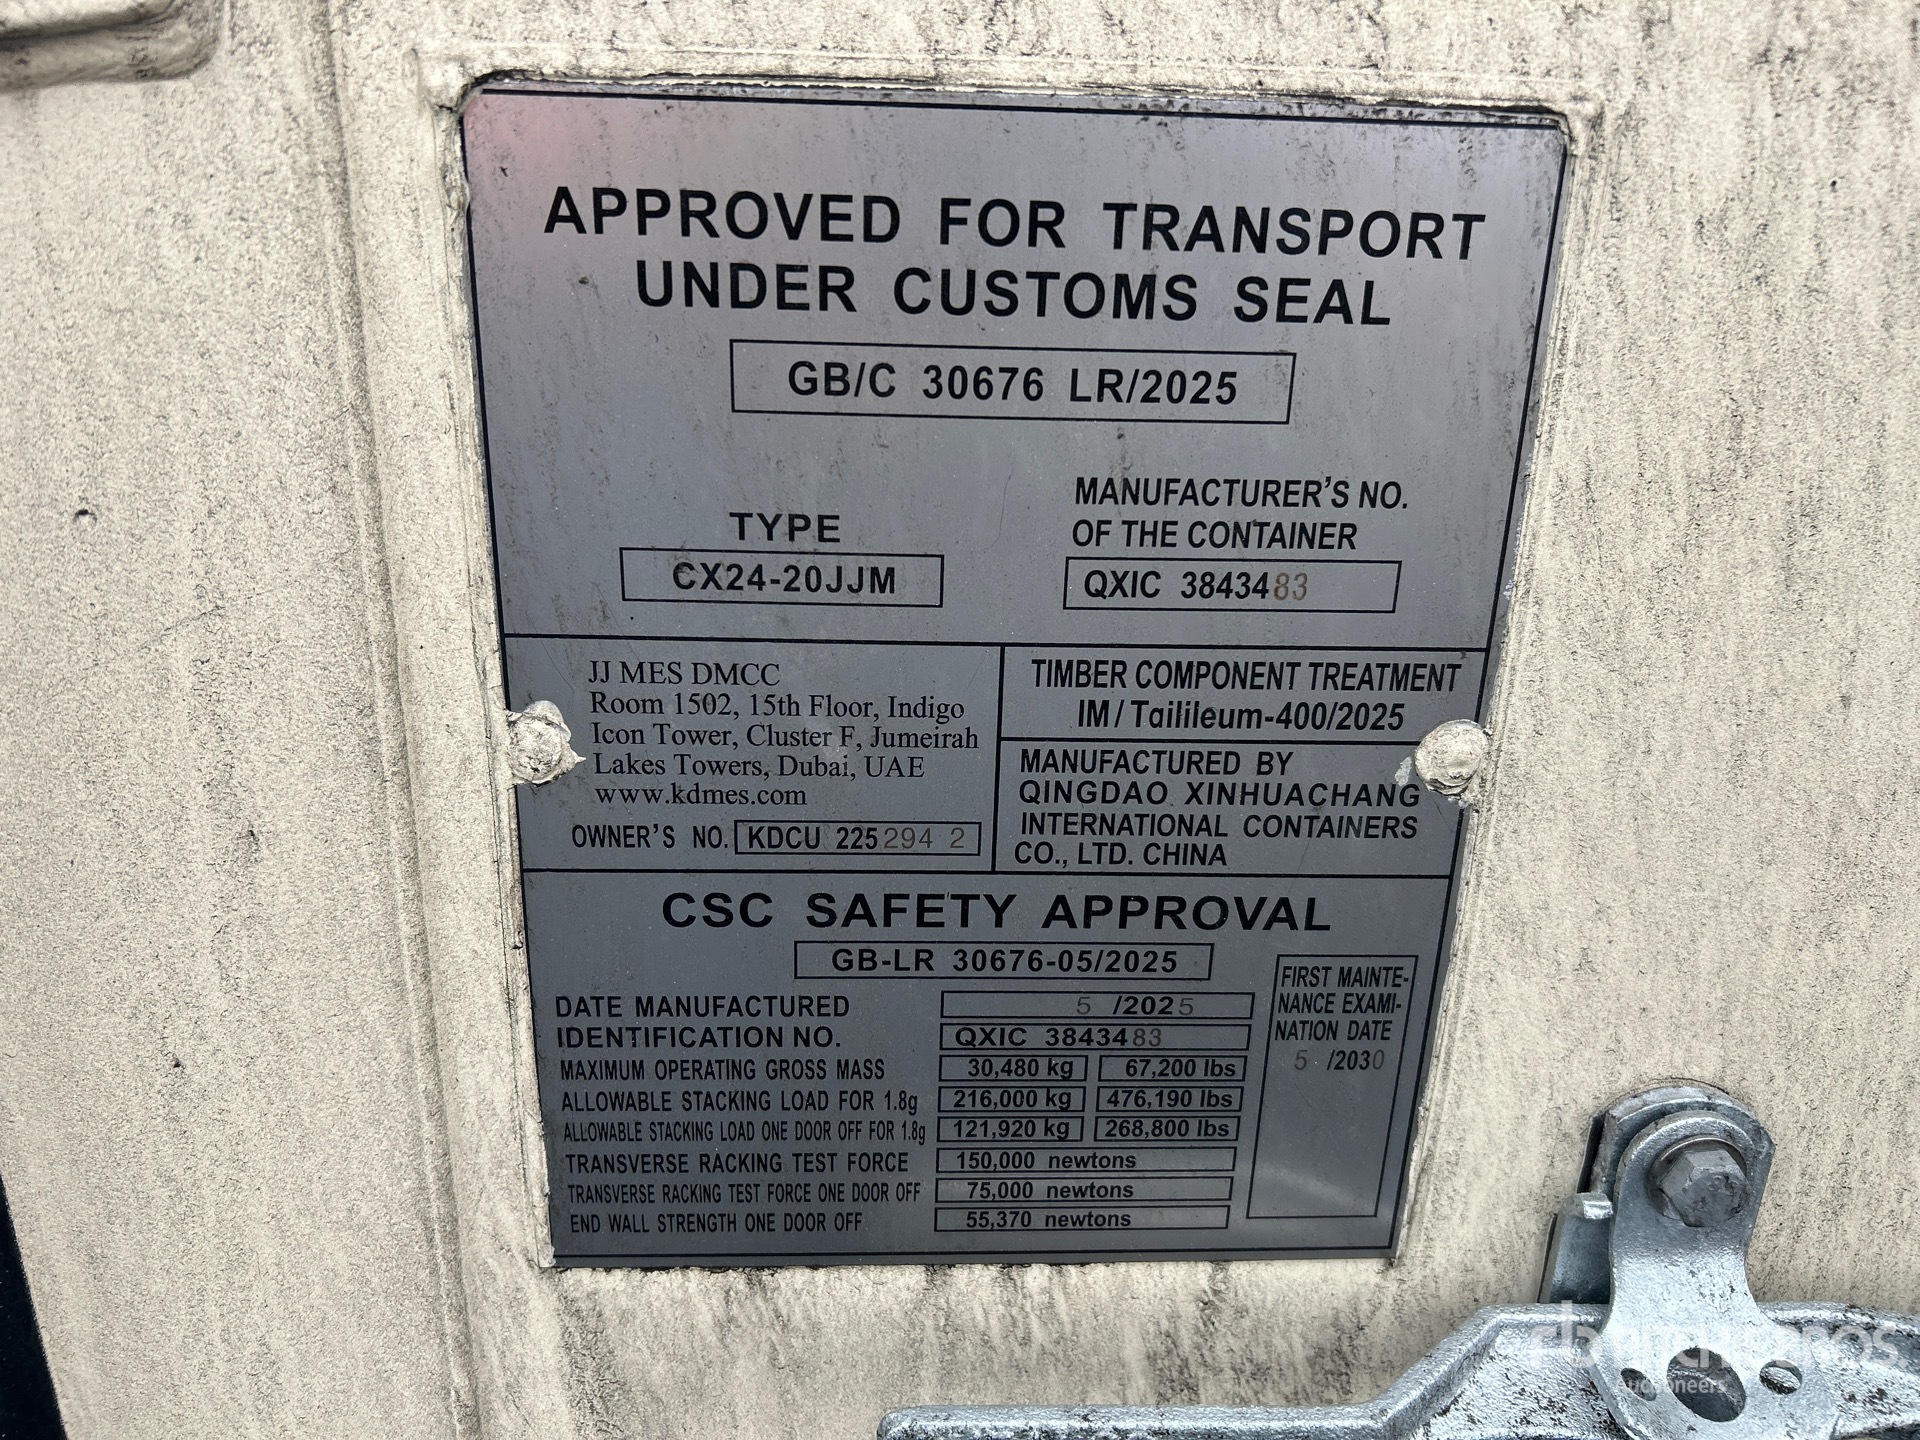 APPROVED FOR TRANSPORT
UNDER CUSTOMS SEAL
GB/C 30676 LR/2025
TYPE
CX24-20JJM
MANUFACTURER'S NO.
OF THE CONTAINER
QXIC 3843483
JJ MES DMCC
Room 1502, 15th Floor, Indigo
Icon Tower, Cluster F, Jumeirah
Lakes Towers, Dubai, UAE
www.kdmes.com
OWNER'S NO. KDCU 225294 2
TIMBER COMPONENT TREATMENT
IM / Tailileum-400/2025
MANUFACTURED BY
QINGDAO XINHUACHANG
INTERNATIONAL CONTAINERS
CO., LTD. CHINA
CSC SAFETY APPROVAL
GB-LR 30676-05/2025
DATE MANUFACTURED 5 /2025
IDENTIFICATION NO. QXIC 3843483
MAXIMUM OPERATING GROSS MASS 30,480 kg 67,200 lbs
ALLOWABLE STACKING LOAD FOR 1.8g 216,000 kg 476,190 lbs
ALLOWABLE STACKING LOAD ONE DOOR OFF FOR 1.8g 121,920 kg 268,800 lbs
TRANSVERSE RACKING TEST FORCE 150,000 newtons
TRANSVERSE RACKING TEST FORCE ONE DOOR OFF 75,000 newtons
END WALL STRENGTH ONE DOOR OFF 55,370 newtons
FIRST MAINTE-
NANCE EXAMI-
NATION DATE
5 /2030
rb ritchie bros.
auctioneers